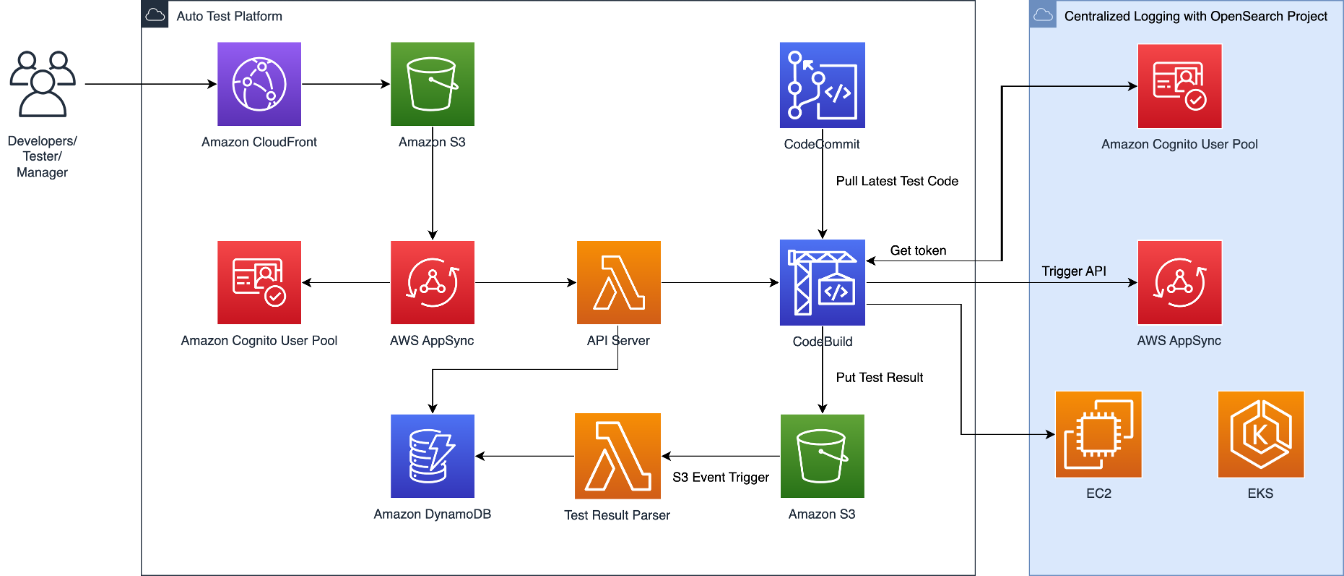 Auto Test Platform
Centralized Logging with OpenSearch Project
Developers/
Tester/
Manager
Amazon CloudFront
Amazon S3
CodeCommit
Amazon Cognito User Pool
Pull Latest Test Code
Get token
Trigger API
Amazon Cognito User Pool
AWS AppSync
API Server
CodeBuild
AWS AppSync
Put Test Result
K
S3 Event Trigger
EC2
EKS
Amazon DynamoDB
Test Result Parser
Amazon S3